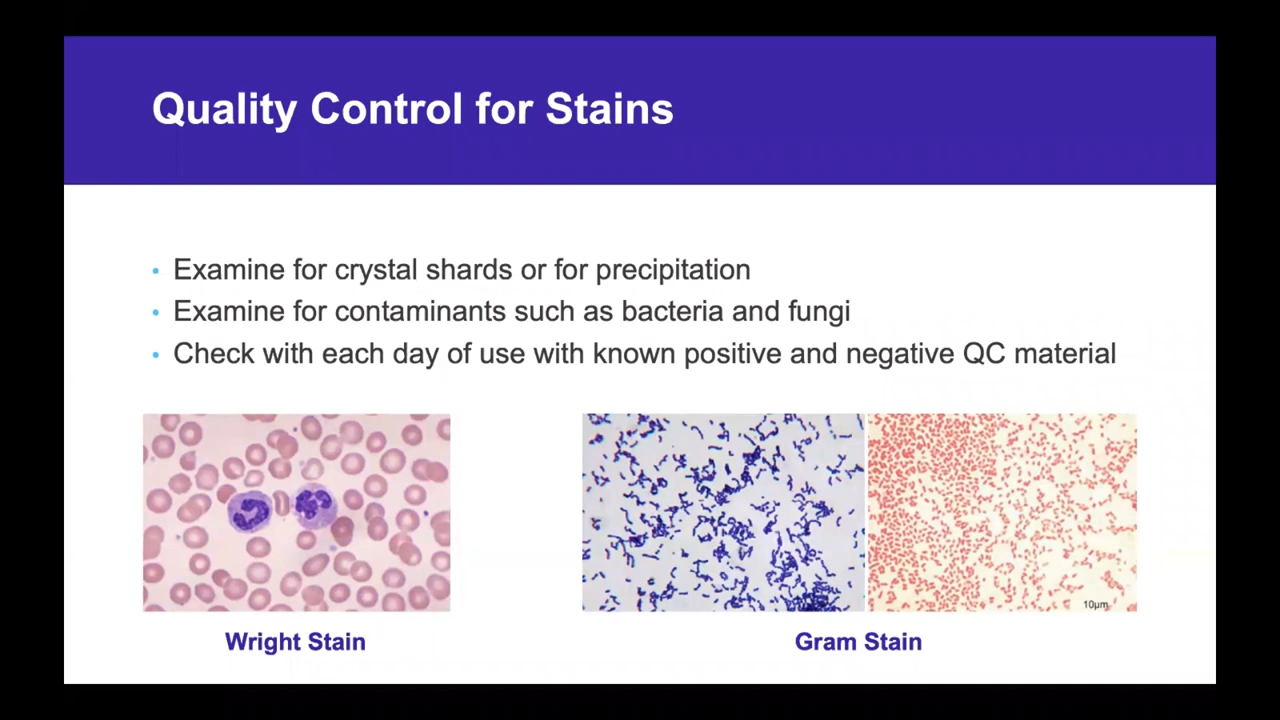 Quality Control for Stains
• Examine for crystal shards or for precipitation
• Examine for contaminants such as bacteria and fungi
• Check with each day of use with known positive and negative QC material
10µm
Wright Stain
Gram Stain